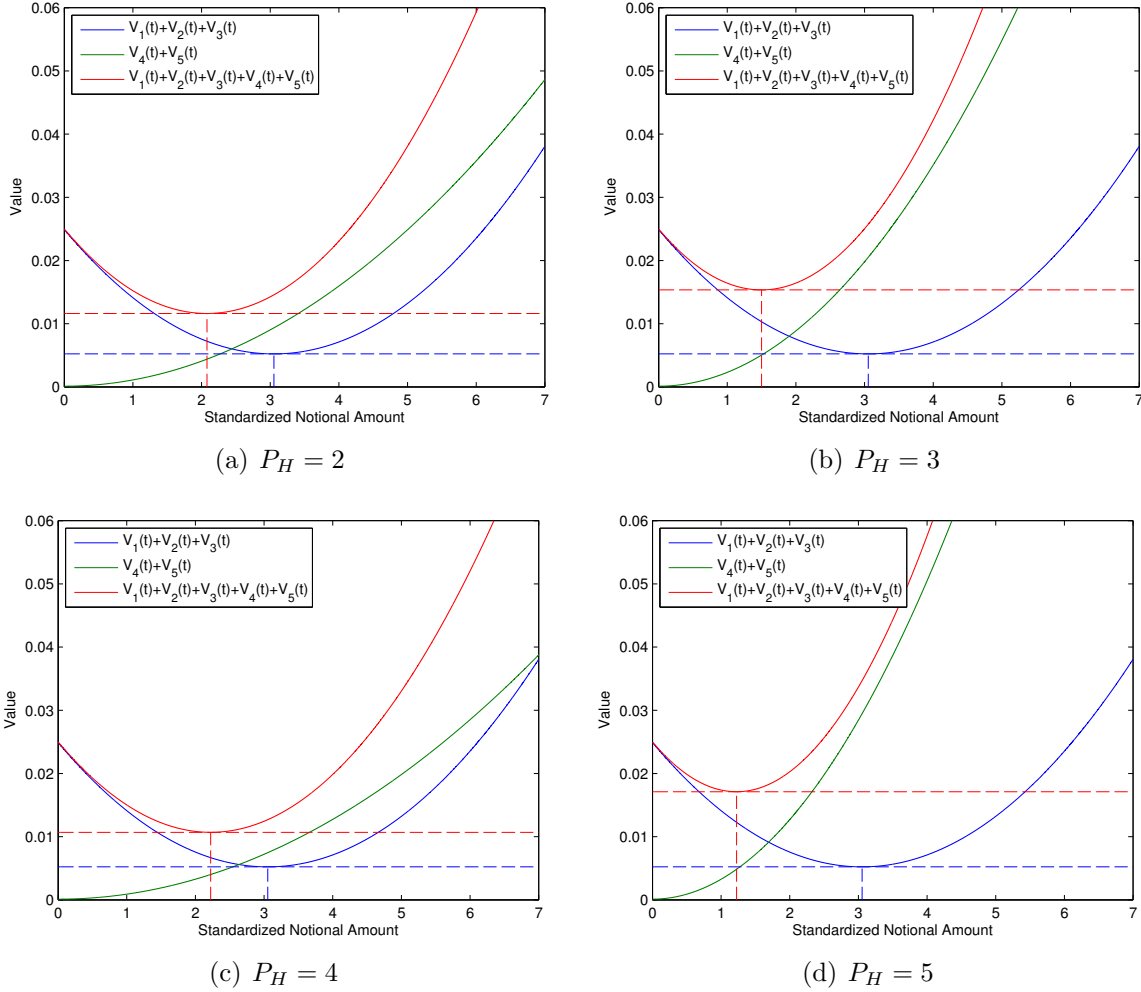 0.06
0.05
0.04
0.03
0.02
0.01
0
Value
V₁(t)+V₂(t)+V₃(t)
V₄(t)+V₅(t)
V₁(t)+V₂(t)+V₃(t)+V₄(t)+V₅(t)
0 1 2 3 4 5 6 7
Standardized Notional Amount
(a) P_H = 2
0.06
0.05
0.04
0.03
0.02
0.01
0
Value
V₁(t)+V₂(t)+V₃(t)
V₄(t)+V₅(t)
V₁(t)+V₂(t)+V₃(t)+V₄(t)+V₅(t)
0 1 2 3 4 5 6 7
Standardized Notional Amount
(b) P_H = 3
0.06
0.05
0.04
0.03
0.02
0.01
0
Value
V₁(t)+V₂(t)+V₃(t)
V₄(t)+V₅(t)
V₁(t)+V₂(t)+V₃(t)+V₄(t)+V₅(t)
0 1 2 3 4 5 6 7
Standardized Notional Amount
(c) P_H = 4
0.06
0.05
0.04
0.03
0.02
0.01
0
Value
V₁(t)+V₂(t)+V₃(t)
V₄(t)+V₅(t)
V₁(t)+V₂(t)+V₃(t)+V₄(t)+V₅(t)
0 1 2 3 4 5 6 7
Standardized Notional Amount
(d) P_H = 5